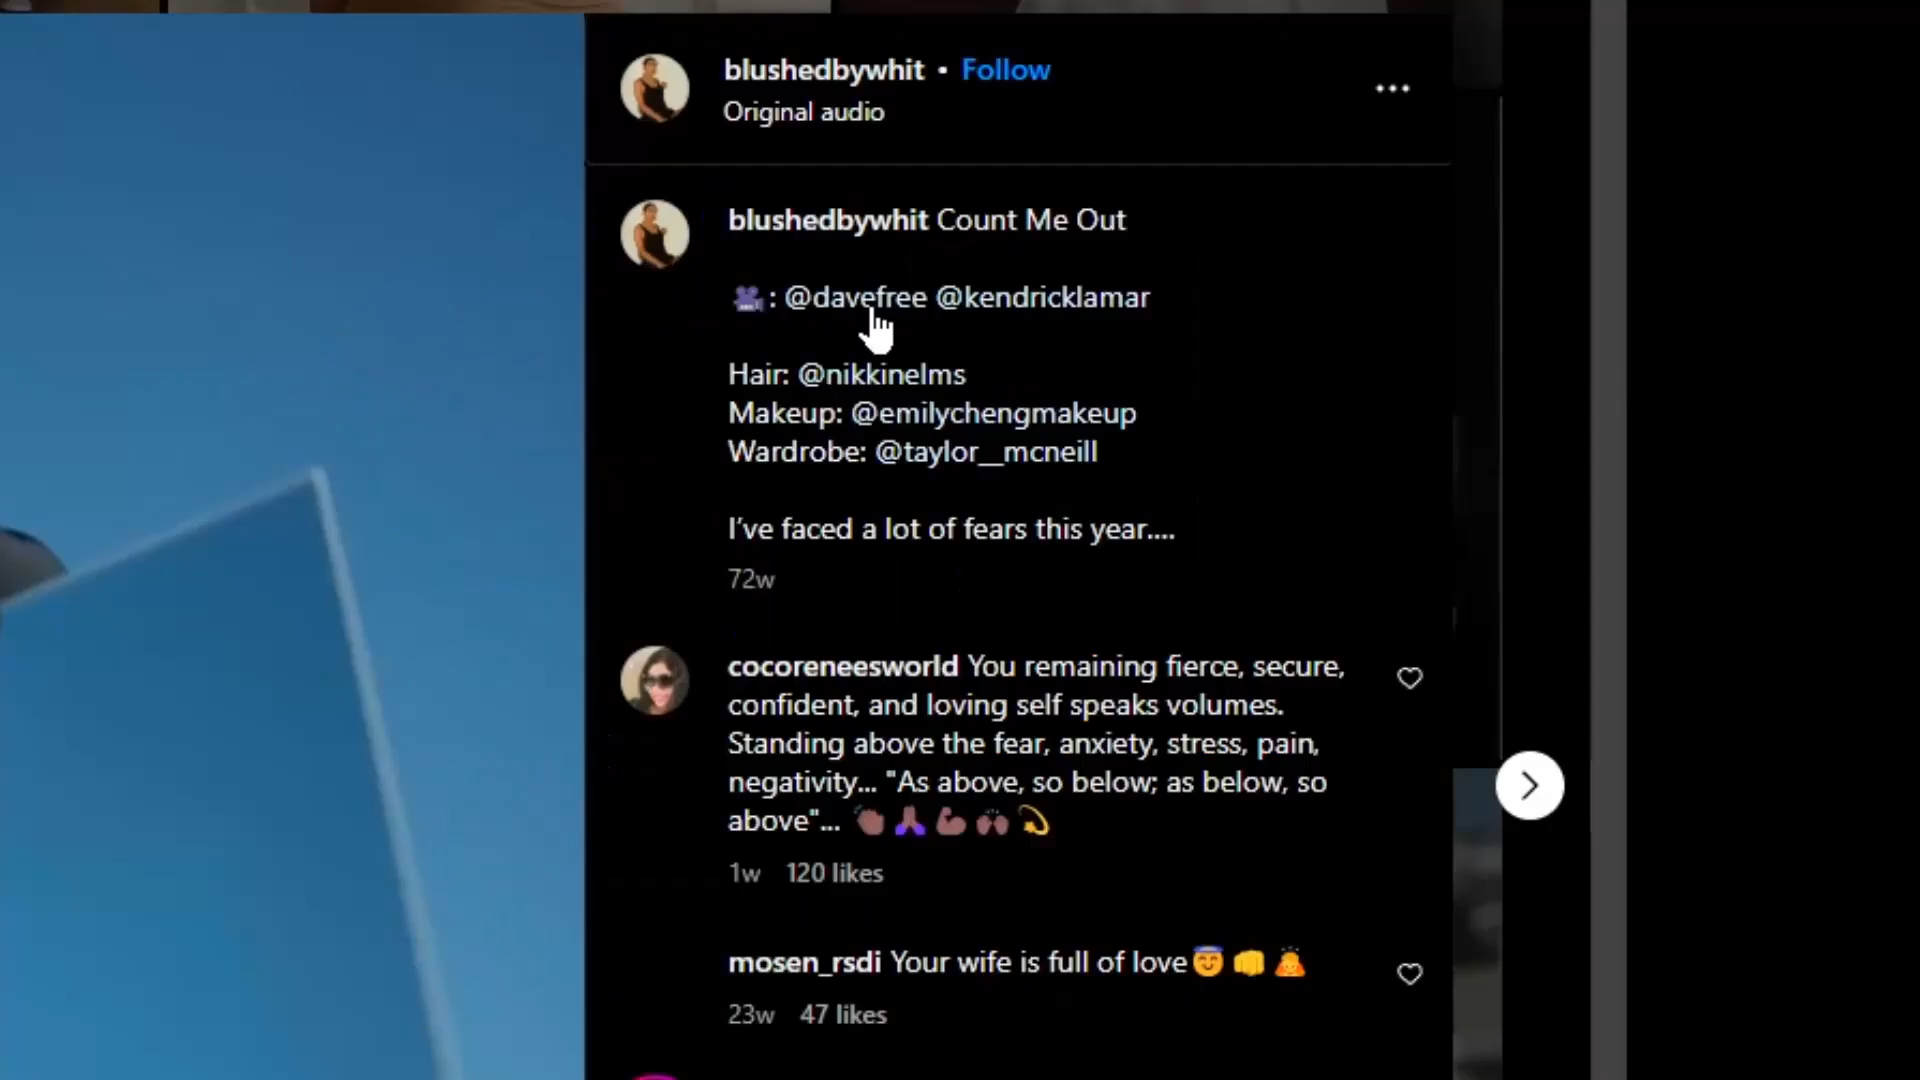 blushedbywhit • Follow
Original audio
blushedbywhit Count Me Out
🎥: @davefree @kendricklamar
Hair: @nikkinelms
Makeup: @emilychengmakeup
Wardrobe: @taylor__mcneill
I’ve faced a lot of fears this year....
72w
cocoreneesworld You remaining fierce, secure,
confident, and loving self speaks volumes.
Standing above the fear, anxiety, stress, pain,
negativity... "As above, so below; as below, so
above"... 👏🏾🙏🏾💪🏾🙌🏾💫
1w 120 likes
mosen_rsdi Your wife is full of love😇👊🙇
23w 47 likes